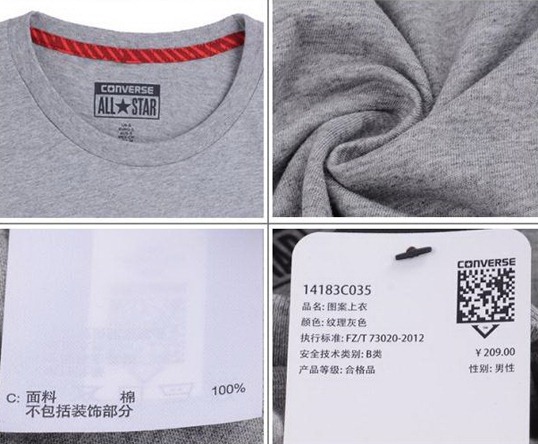 CONVERSE
ALL★STAR
C: 面料 棉 100%
不包括装饰部分
CONVERSE
14183C035
品名: 图案上衣
颜色: 纹理灰色
执行标准: FZ/T 73020-2012
安全技术类别: B类
¥ 209.00
产品等级: 合格品
性别: 男性